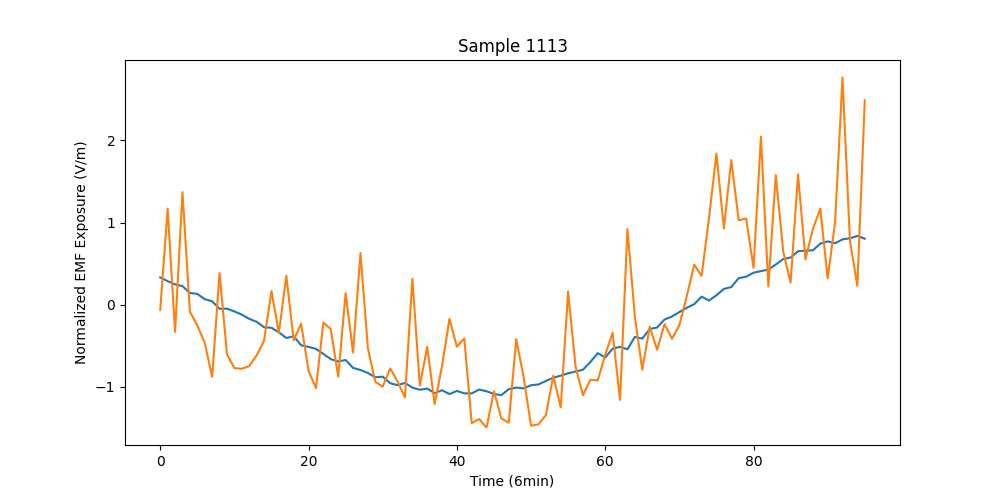 Sample 1113
Normalized EMF Exposure (V/m)
2
1
0
−1
0 20 40 60 80
Time (6min)